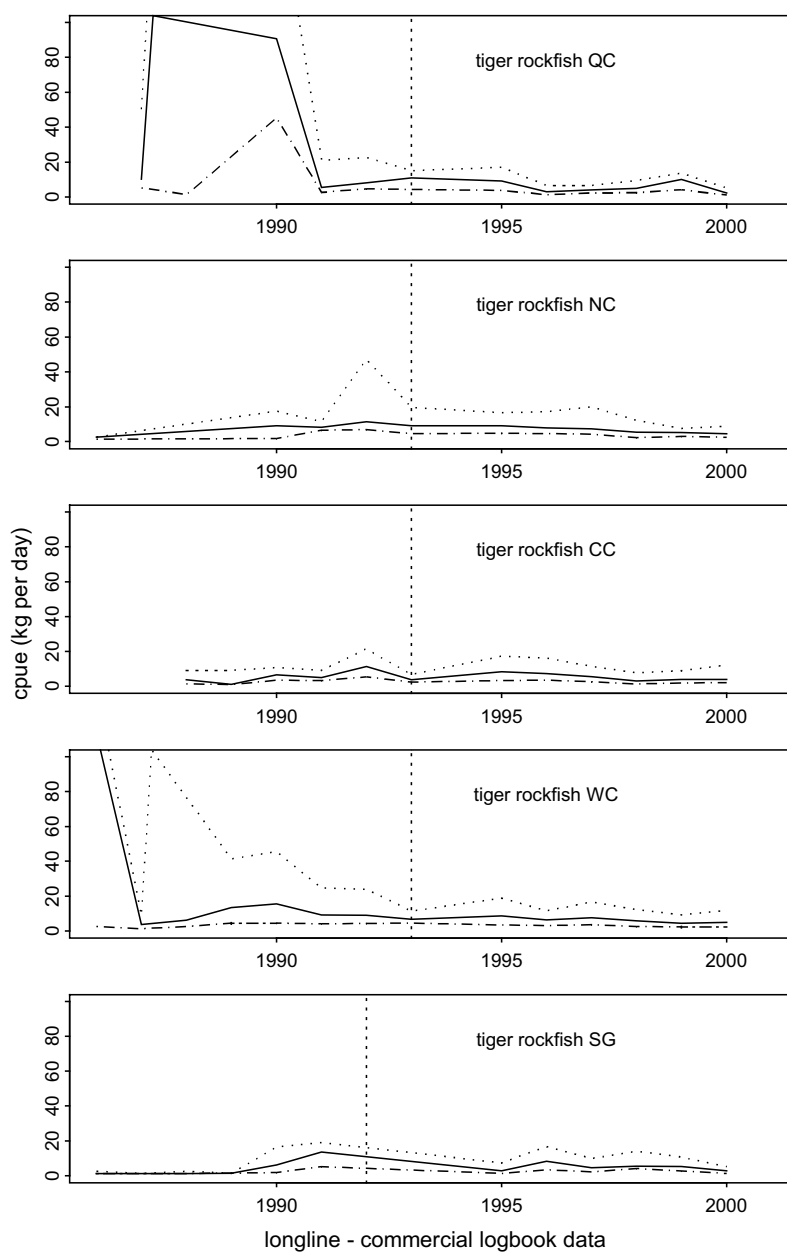 tiger rockfish QC
80
60
40
20
0
1990 1995 2000
tiger rockfish NC
80
60
40
20
0
1990 1995 2000
cpue (kg per day)
tiger rockfish CC
80
60
40
20
0
1990 1995 2000
tiger rockfish WC
80
60
40
20
0
1990 1995 2000
tiger rockfish SG
80
60
40
20
0
1990 1995 2000
longline - commercial logbook data